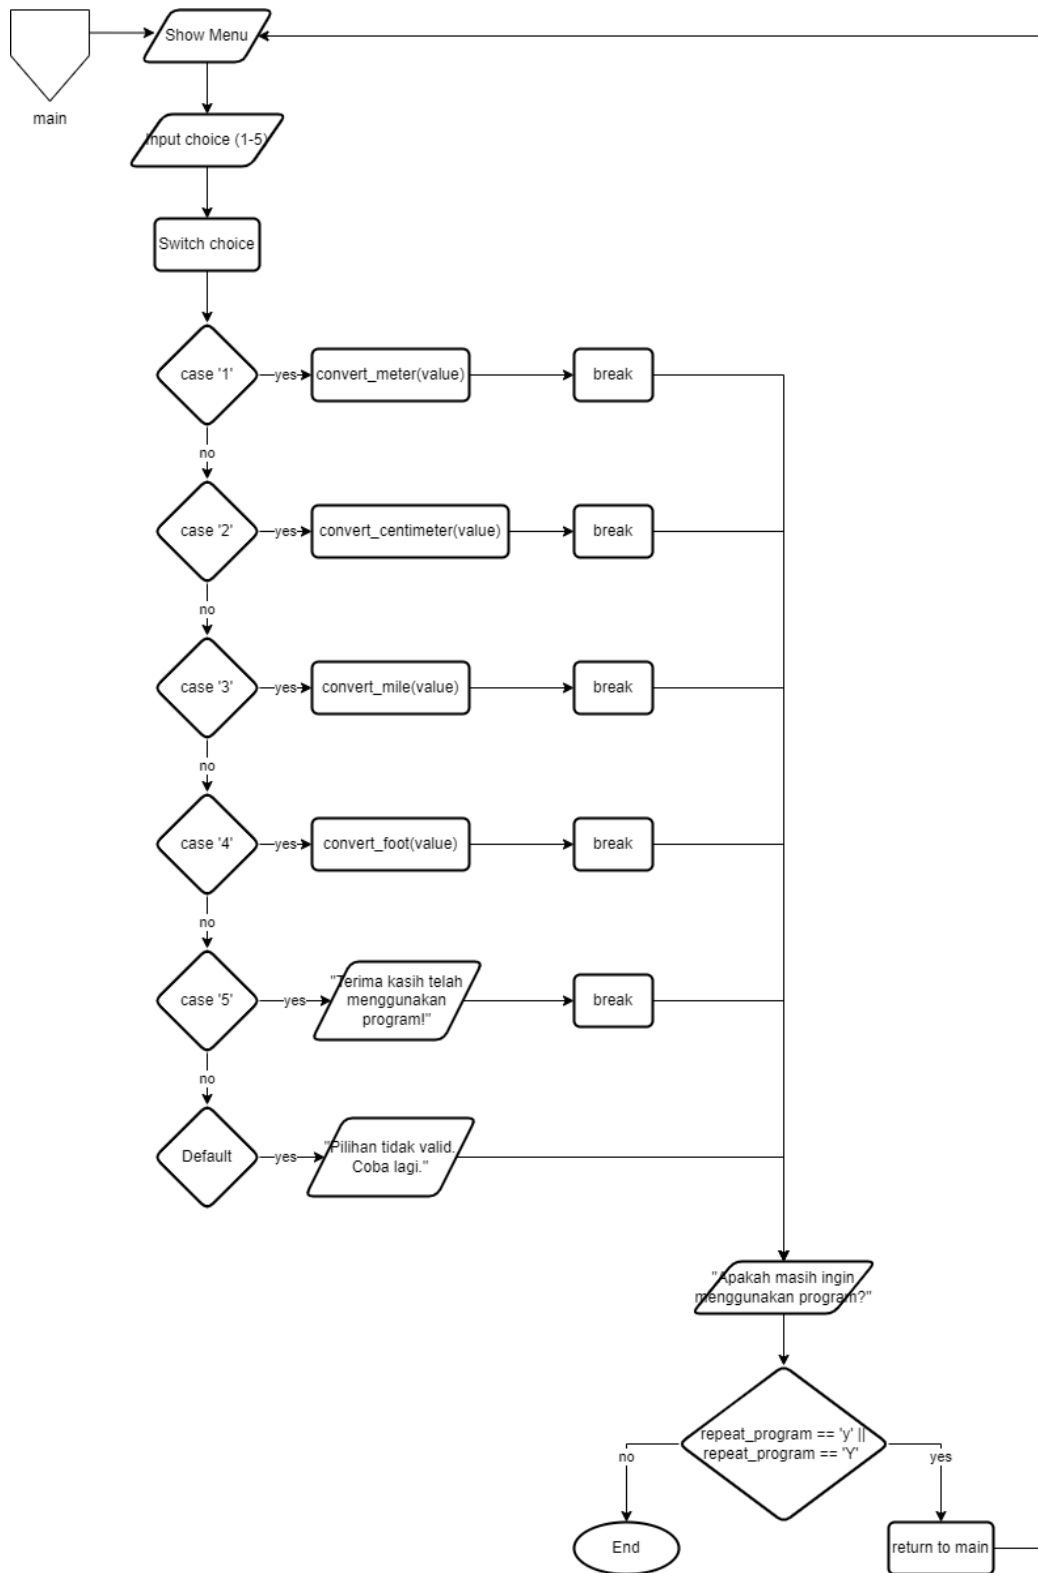 Show Menu
main
Input choice (1-5)
Switch choice
case '1'
yes
convert_meter(value)
break
no
case '2'
yes
convert_centimeter(value)
break
no
case '3'
yes
convert_mile(value)
break
no
case '4'
yes
convert_foot(value)
break
no
case '5'
yes
"Terima kasih telah
menggunakan
program!"
break
no
Default
yes
"Pilihan tidak valid.
Coba lagi."
"Apakah masih ingin
menggunakan program?"
repeat_program == 'y' ||
repeat_program == 'Y'
no
yes
End
return to main